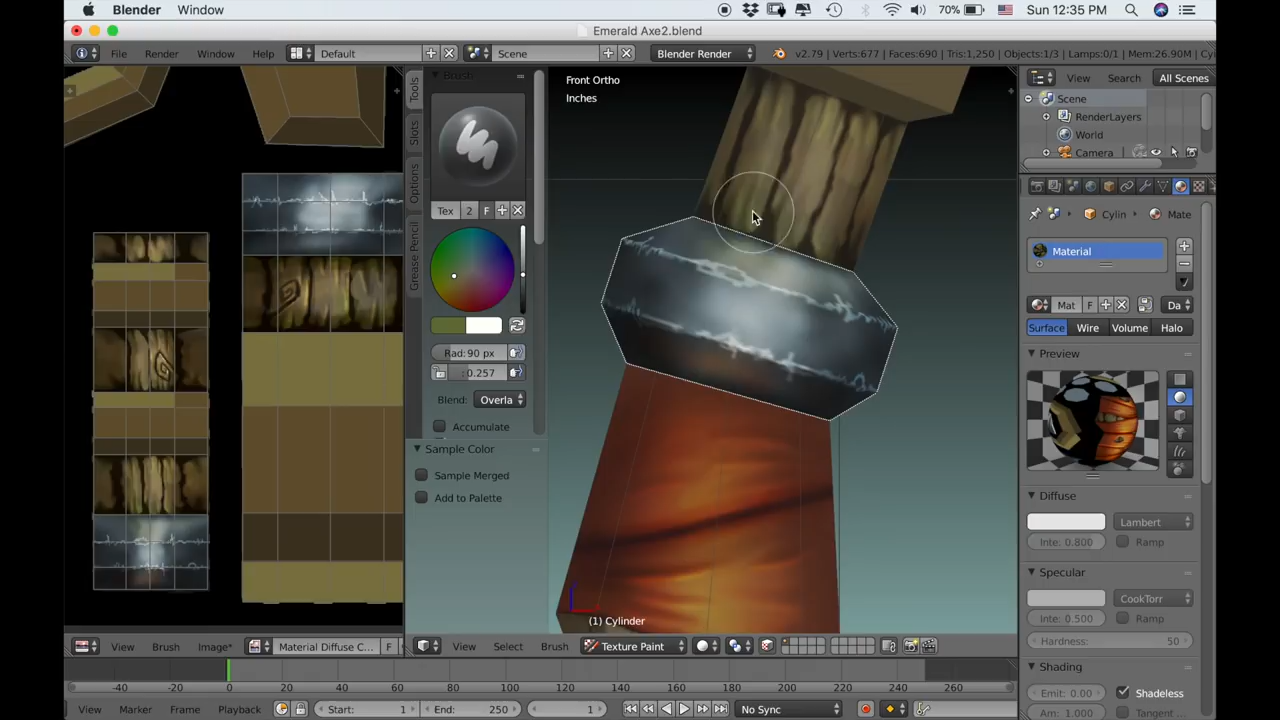 Blender Window 70% Sun 12:35 PM
Emerald Axe2.blend
File Render Window Help Default Scene Blender Render v2.79 | Verts:677 | Faces:690 | Tris:1,250 | Objects:1/3 | Lamps:0/1 | Mem:26.90M | Cy
Brush
Front Ortho
Inches
View Search All Scenes
Scene
RenderLayers
World
Camera
Tools
Slots
Options
Grease Pencil
Tex 2 F
Cylin Mate
Material
Mat F Da
Surface Wire Volume Halo
Rad: 90 px
: 0.257
Blend: Overla
Accumulate
Preview
Sample Color
Sample Merged
Add to Palette
Diffuse
Lambert
Inte: 0.800 Ramp
Specular
CookTorr
Inte: 0.500 Ramp
Hardness: 50
Shading
Emit: 0.00 Shadeless
Am: 1.000 Tangent
(1) Cylinder
View Brush Image* Material Diffuse C... F View Select Brush Texture Paint
-40 -20 0 20 40 60 80 100 120 140 160 180 200 220 240 260
View Marker Frame Playback Start: 1 End: 250 1 No Sync